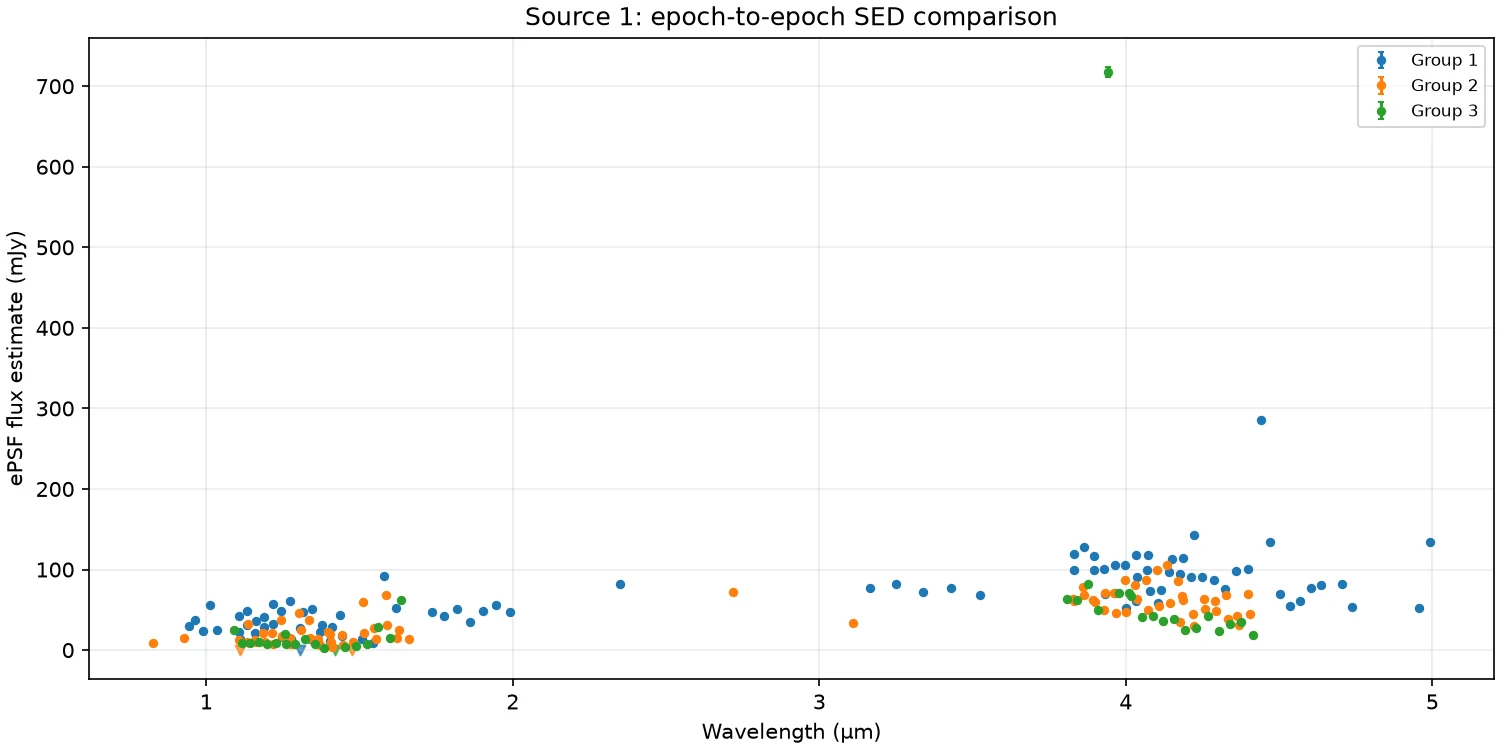 Source 1: epoch-to-epoch SED comparison
ePSF flux estimate (mJy)
700
600
500
400
300
200
100
0
Group 1
Group 2
Group 3
1 2 3 4 5
Wavelength (µm)